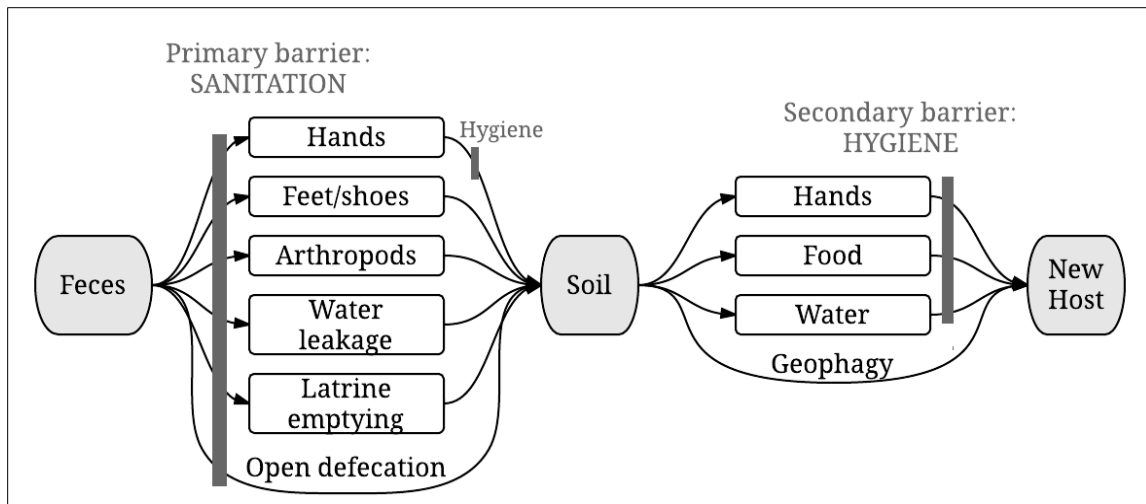 Primary barrier:
SANITATION
Hands
Hygiene
Feet/shoes
Arthropods
Feces
Water
leakage
Latrine
emptying
Open defecation
Soil
Secondary barrier:
HYGIENE
Hands
Food
Water
Geophagy
New
Host